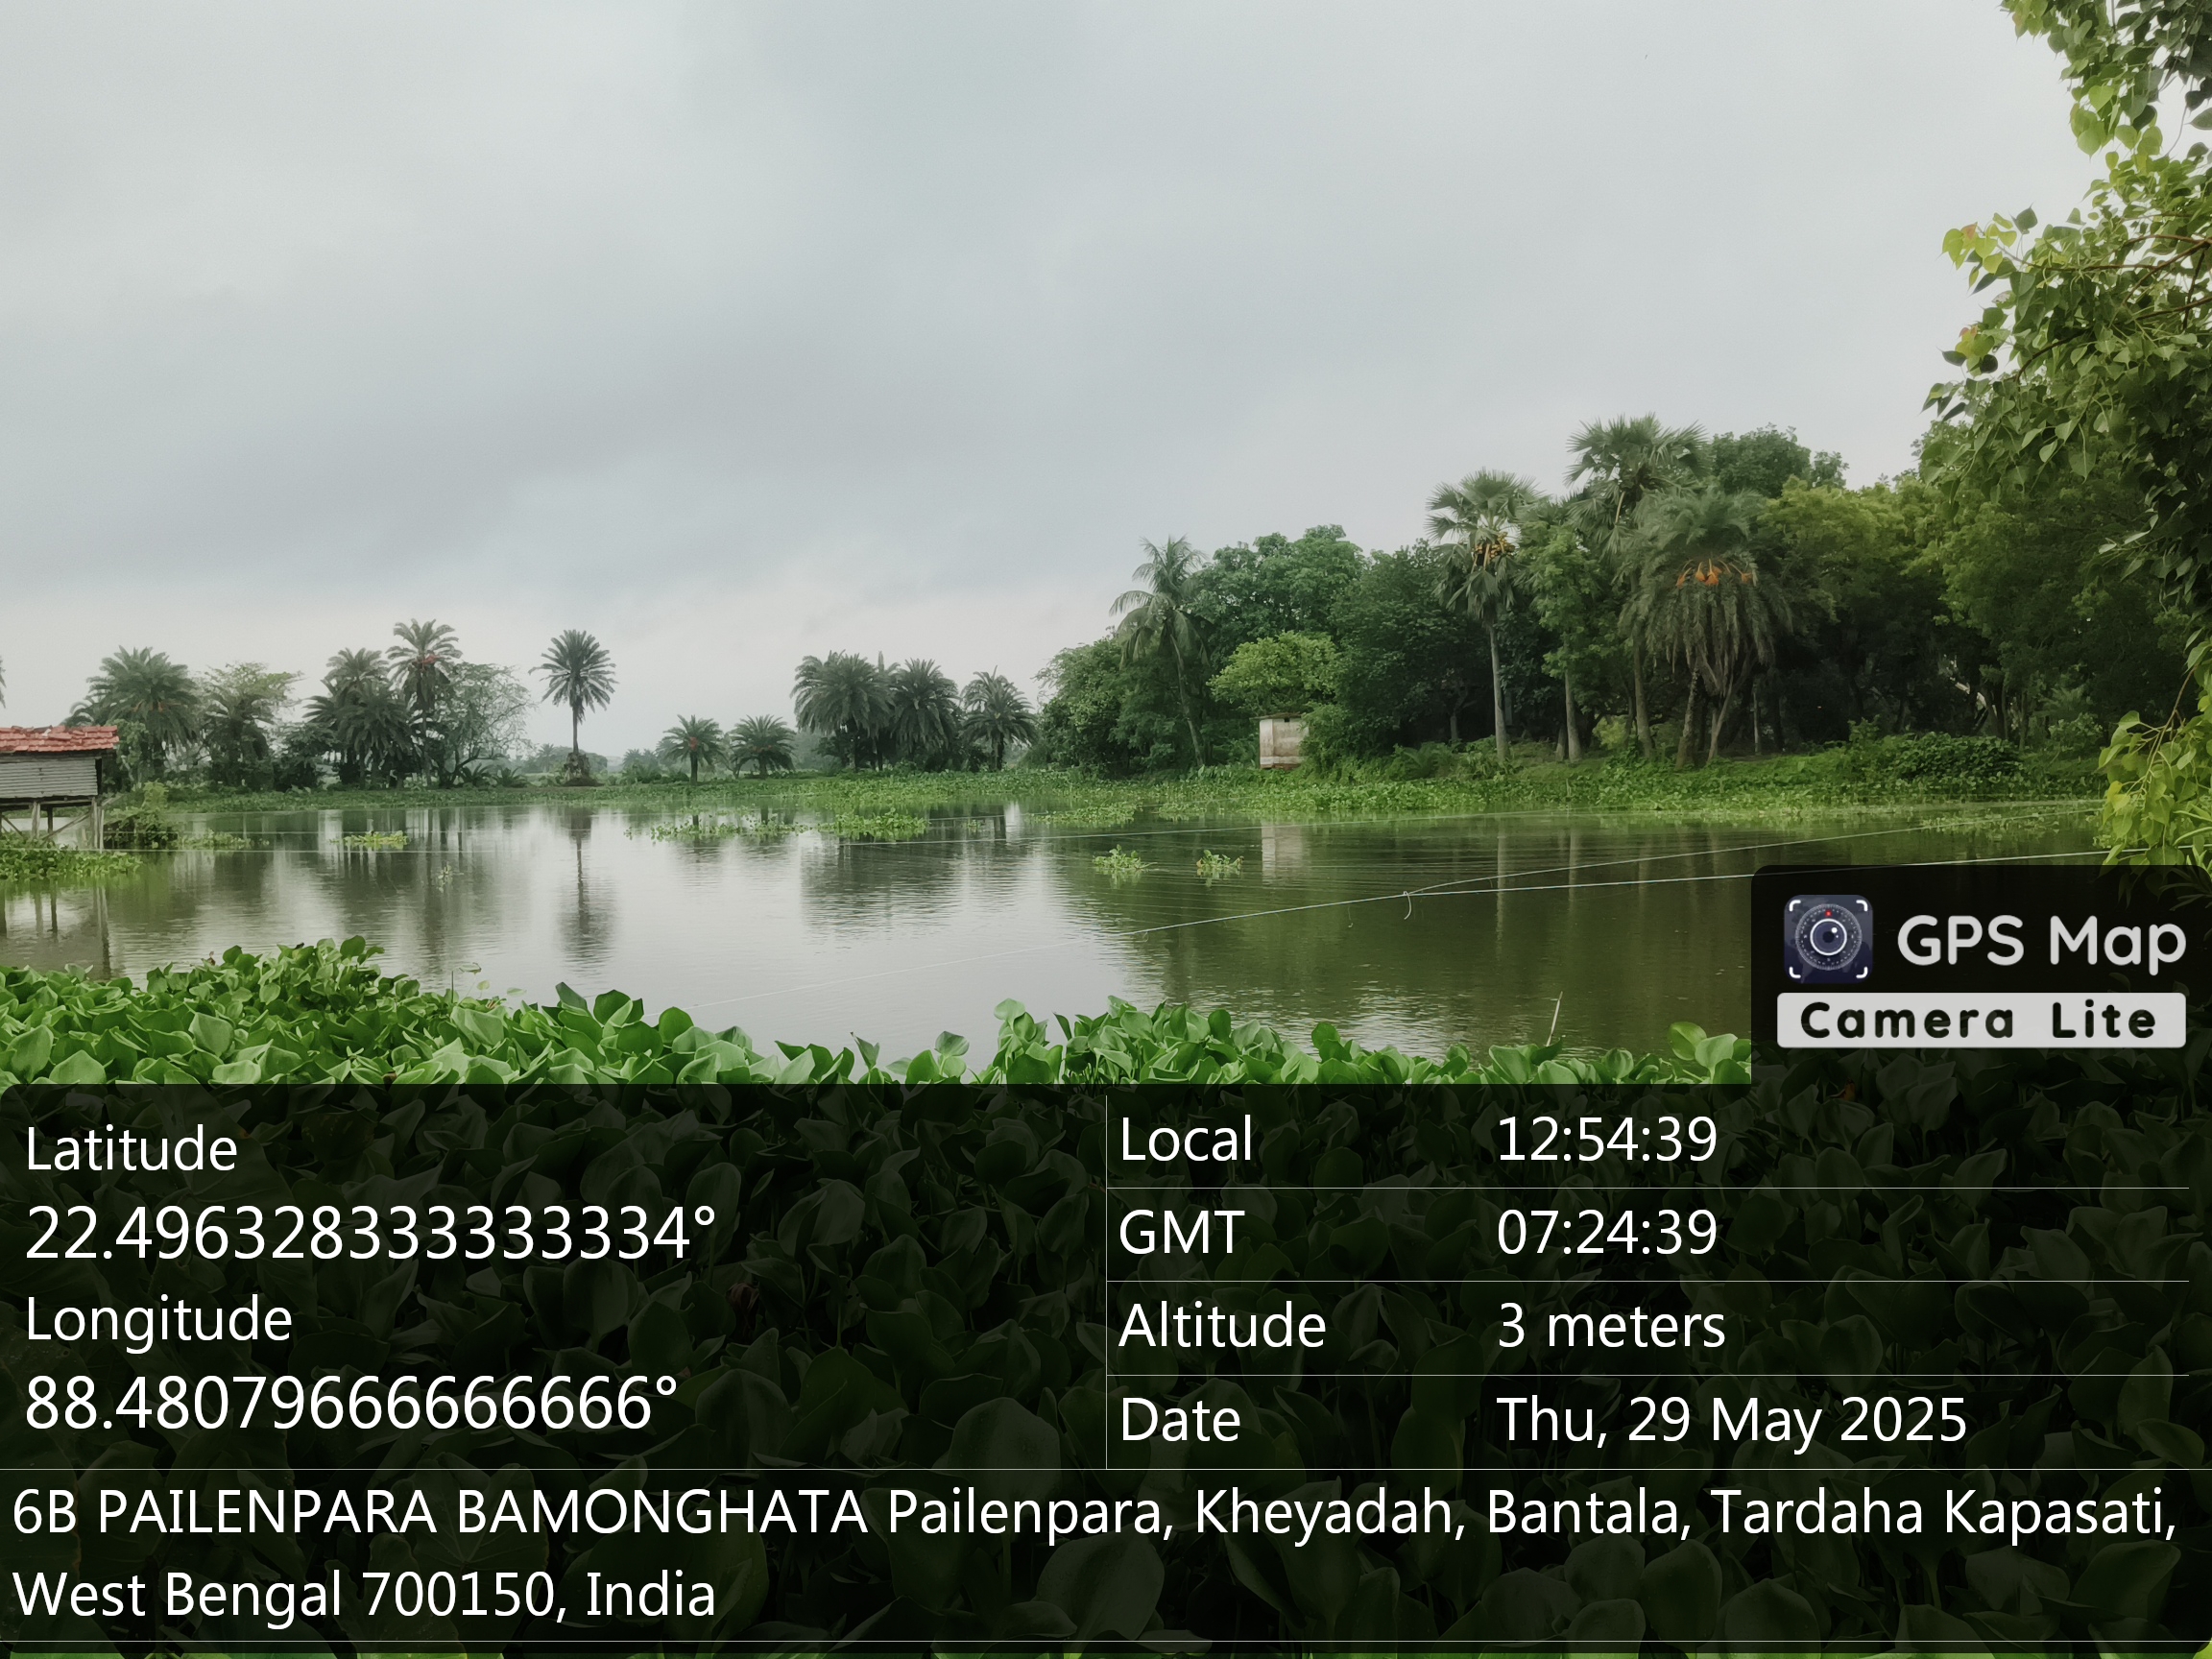 GPS Map
Camera Lite
Latitude
22.496328333333334°
Longitude
88.48079666666666°
Local 12:54:39
GMT 07:24:39
Altitude 3 meters
Date Thu, 29 May 2025
6B PAILENPARA BAMONGHATA Pailenpara, Kheyadah, Bantala, Tardaha Kapasati,
West Bengal 700150, India